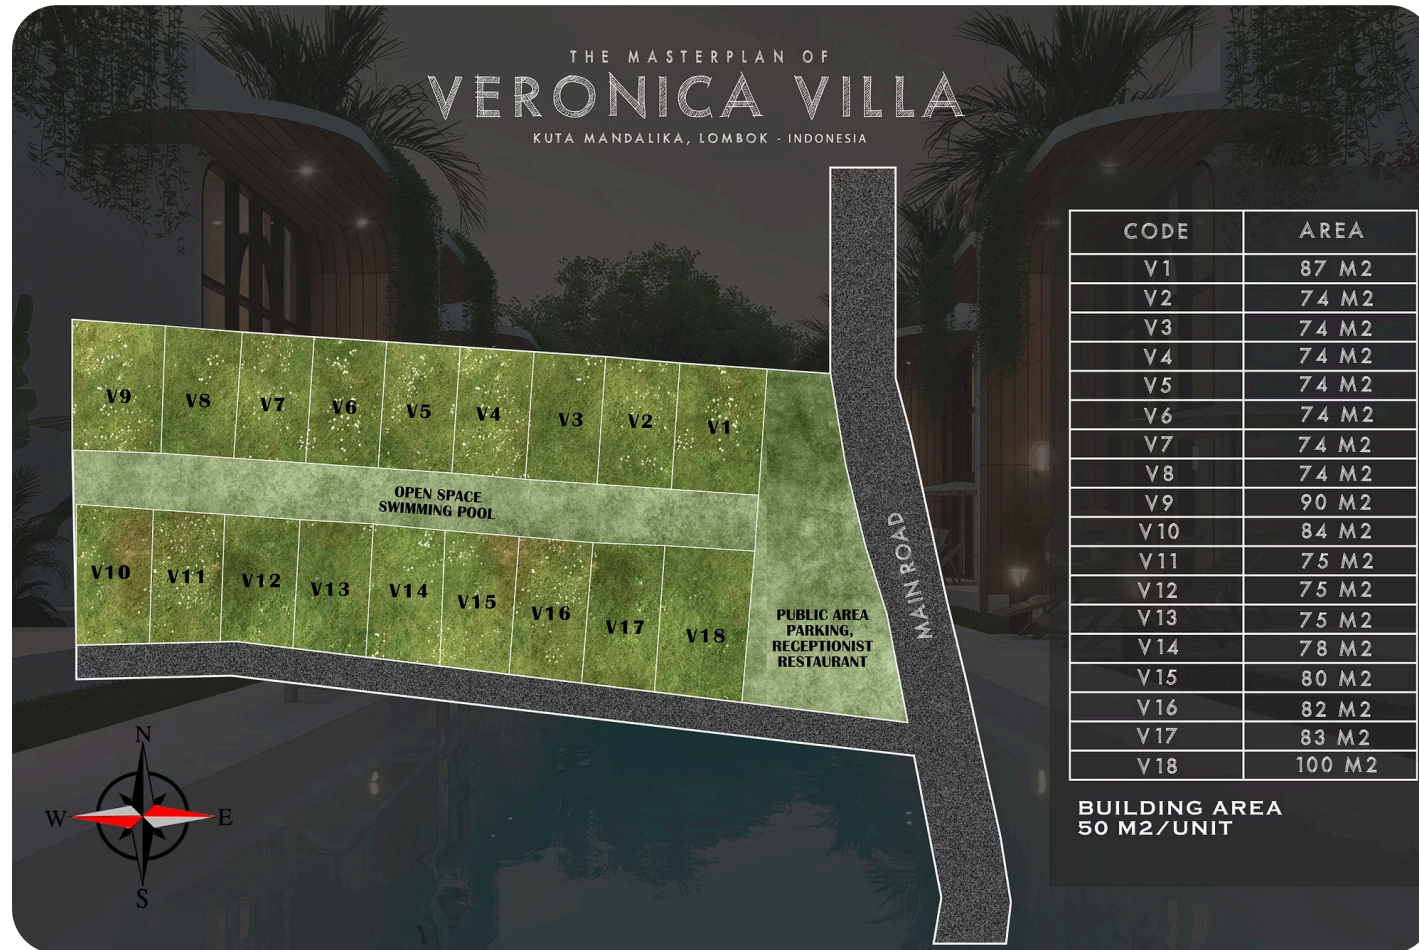 THE MASTERPLAN OF
VERONICA VILLA
KUTA MANDALIKA, LOMBOK - INDONESIA
CODE AREA
V1 87 M2
V2 74 M2
V3 74 M2
V4 74 M2
V5 74 M2
V6 74 M2
V7 74 M2
V8 74 M2
V9 90 M2
V10 84 M2
V11 75 M2
V12 75 M2
V13 75 M2
V14 78 M2
V15 80 M2
V16 82 M2
V17 83 M2
V18 100 M2
BUILDING AREA
50 M2/UNIT
V9 V8 V7 V6 V5 V4 V3 V2 V1
OPEN SPACE
SWIMMING POOL
V10 V11 V12 V13 V14 V15 V16 V17 V18
PUBLIC AREA
PARKING,
RECEPTIONIST
RESTAURANT
MAIN ROAD
N
W E
S